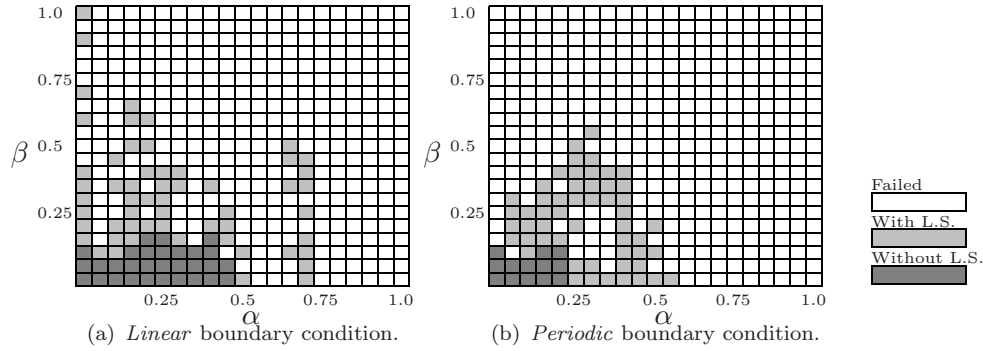 1.0
0.75
0.5
0.25
β
0.25 0.5 0.75 1.0
α
(a) Linear boundary condition.
1.0
0.75
0.5
0.25
β
0.25 0.5 0.75 1.0
α
(b) Periodic boundary condition.
Failed
With L.S.
Without L.S.